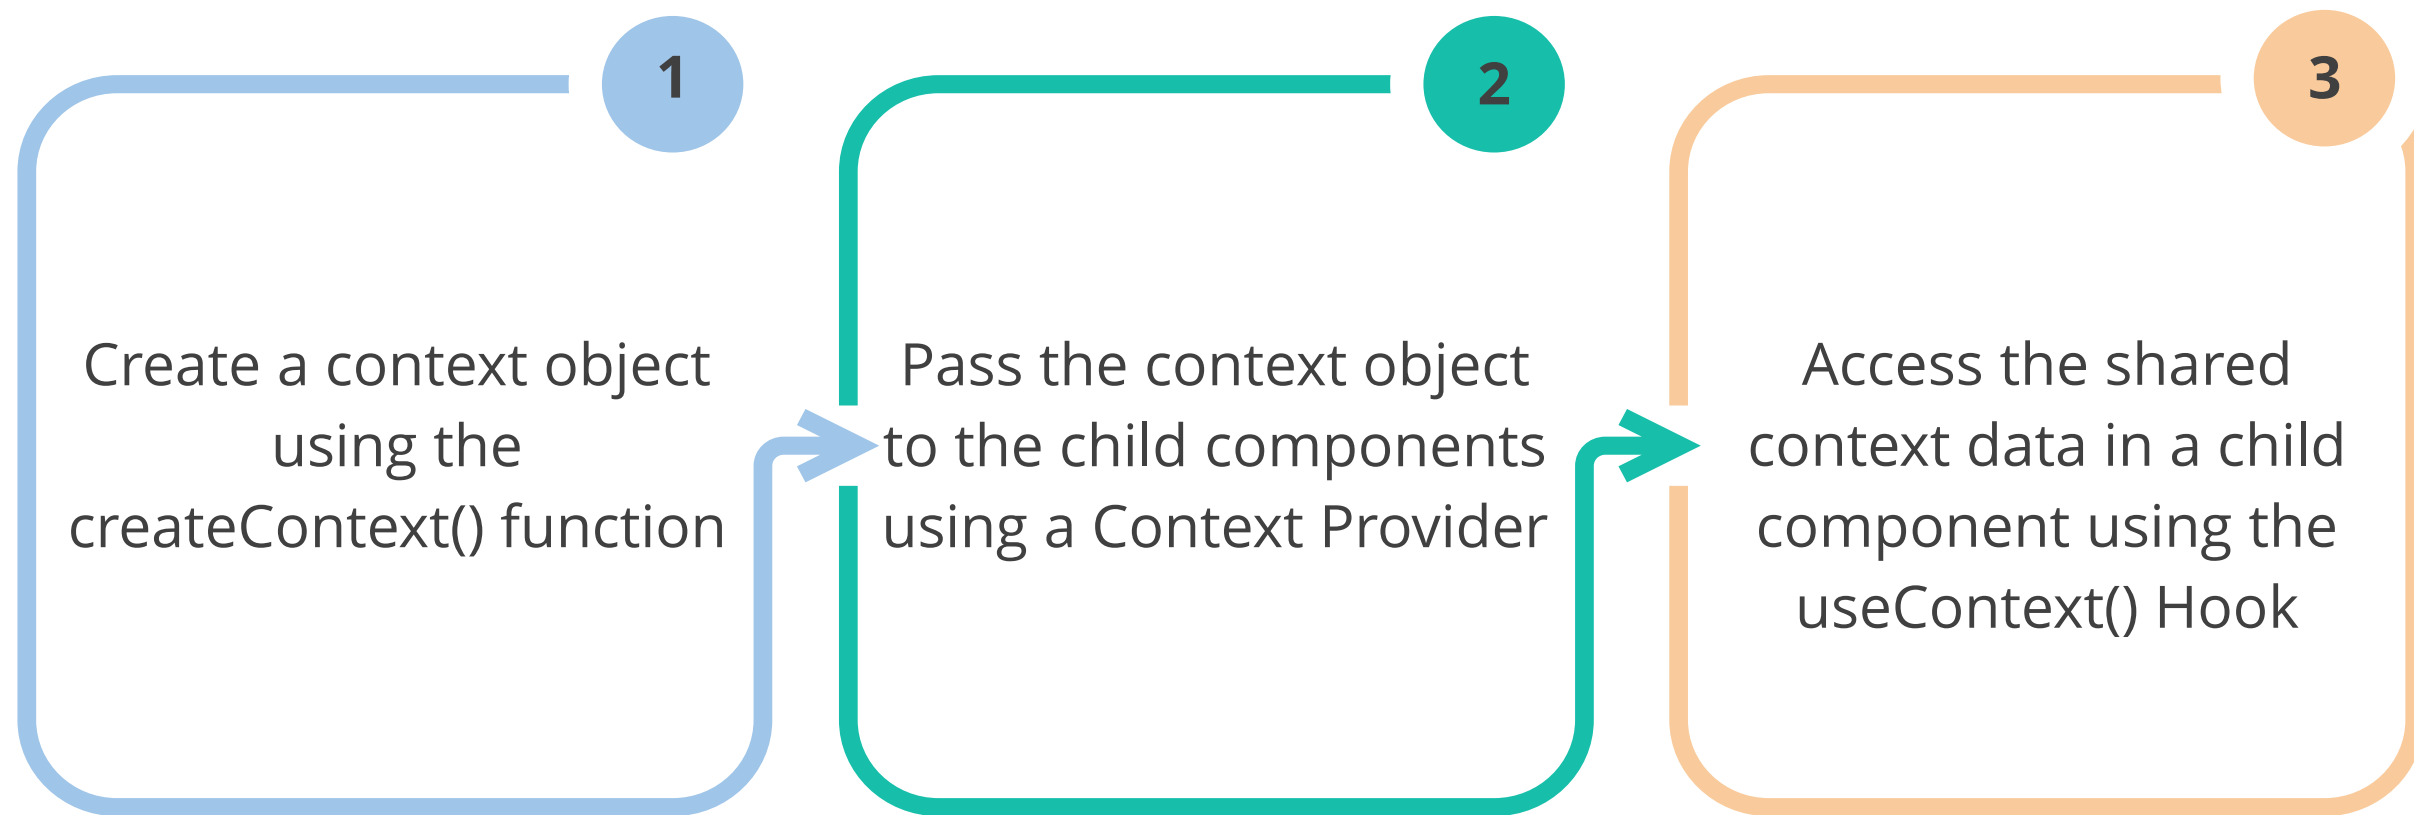 1
Create a context object
using the
createContext() function
2
Pass the context object
to the child components
using a Context Provider
3
Access the shared
context data in a child
component using the
useContext() Hook